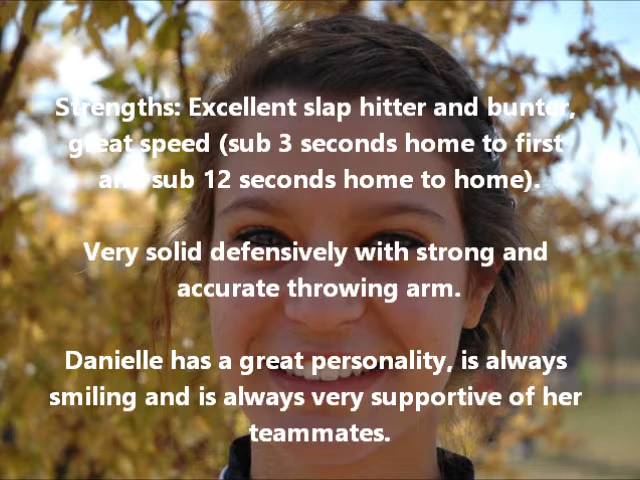 Strengths: Excellent slap hitter and bunter,
great speed (sub 3 seconds home to first
and sub 12 seconds home to home).
Very solid defensively with strong and
accurate throwing arm.
Danielle has a great personality, is always
smiling and is always very supportive of her
teammates.